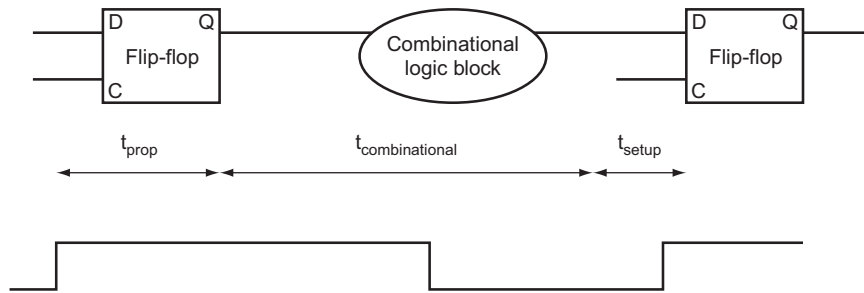 D Q
Flip-flop
C
Combinational
logic block
D Q
Flip-flop
C
tprop
tcombinational
tsetup